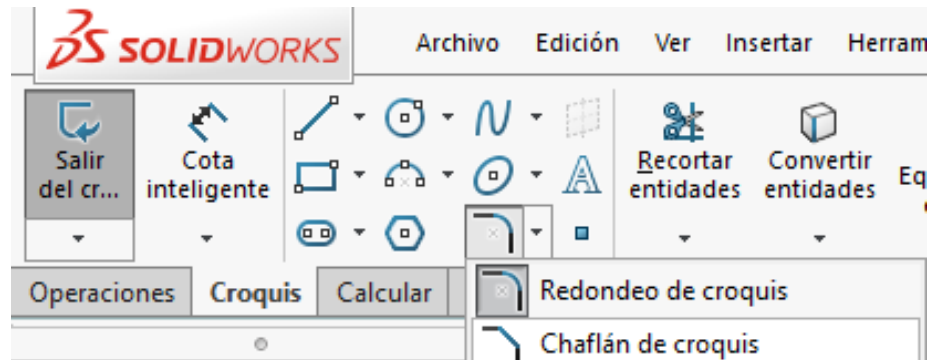 SOLIDWORKS Archivo Edición Ver Insertar Herram
Salir del cr...
Cota inteligente
Recortar entidades
Convertir entidades
Eq
Operaciones Croquis Calcular
Redondeo de croquis
Chaflán de croquis